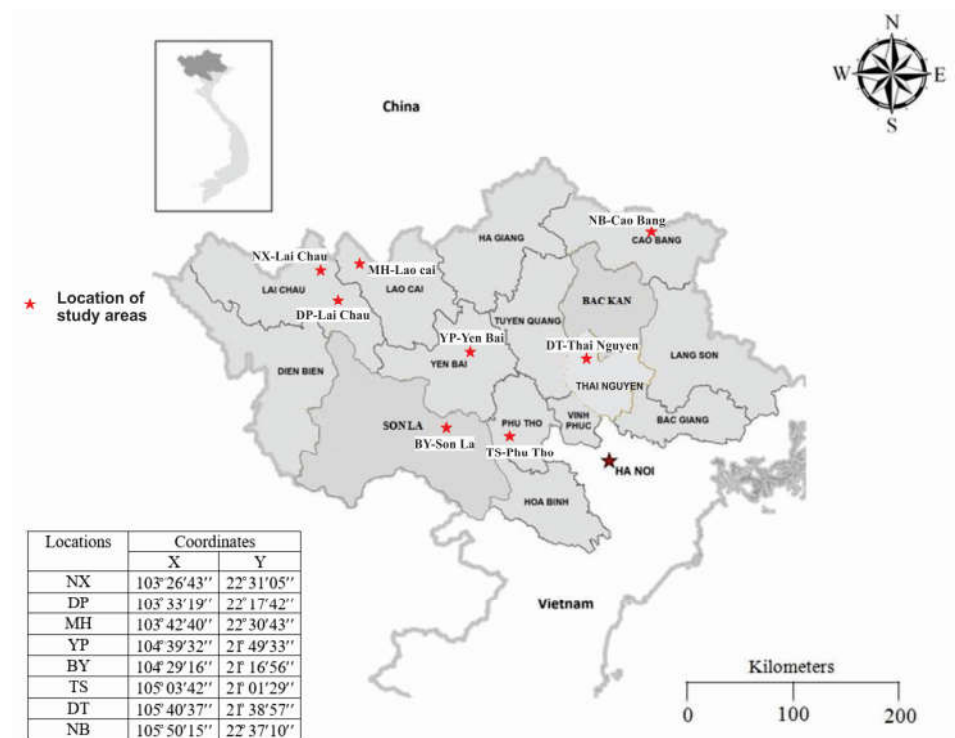 N
W E
S
China
NB-Cao Bang
CAO BANG
HA GIANG
NX-Lai Chau
MH-Lao cai
LAI CHAU
LAO CAI
BAC KAN
Location of
study areas
DP-Lai Chau
TUYEN QUANG
YP-Yen Bai
DT-Thai Nguyen
LANG SON
YEN BAI
DIEN BIEN
THAI NGUYEN
VINH
PHUC
BAC GIANG
PHU THO
SON LA
BY-Son La
TS-Phu Tho
HA NOI
HOA BINH
Locations Coordinates
X Y
NX 103°26′43′′ 22°31′05′′
DP 103°33′19′′ 22°17′42′′
MH 103°42′40′′ 22°30′43′′
YP 104°39′32′′ 21°49′33′′
BY 104°29′16′′ 21°16′56′′
TS 105°03′42′′ 21°01′29′′
DT 105°40′37′′ 21°38′57′′
NB 105°50′15′′ 22°37′10′′
Vietnam
Kilometers
0 100 200